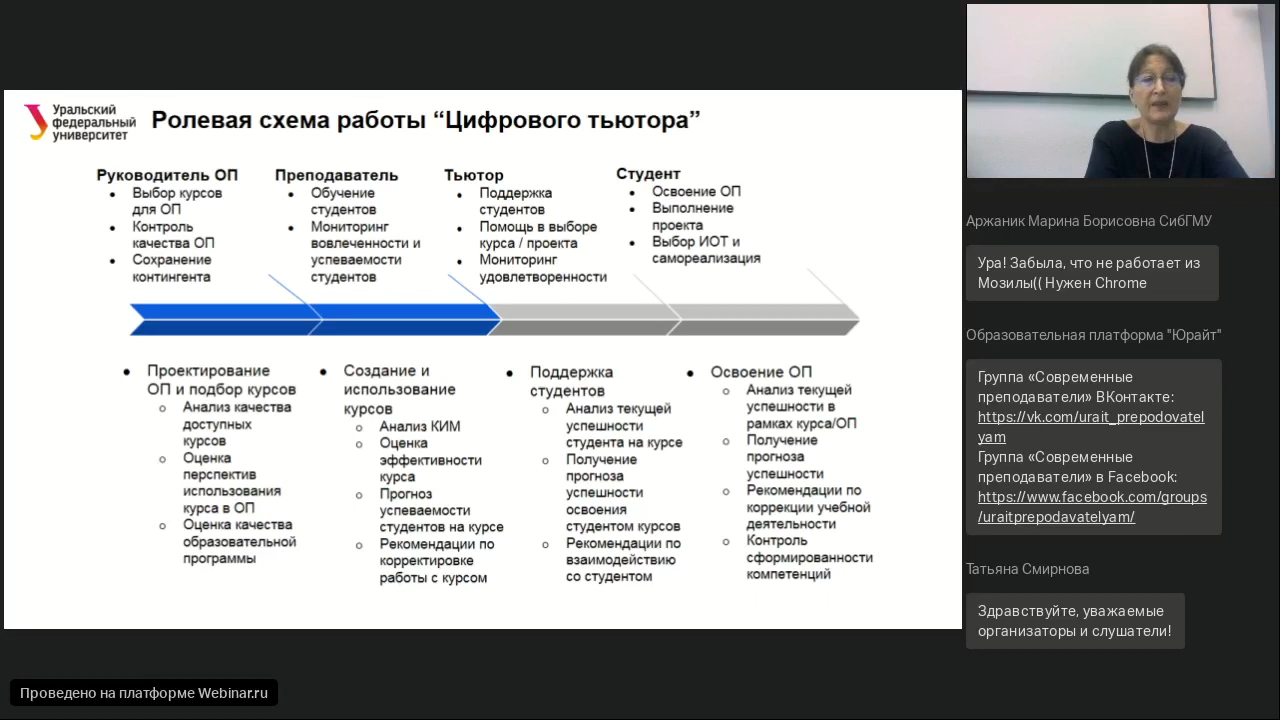 Уральский
федеральный
университет
Ролевая схема работы “Цифрового тьютора”
Руководитель ОП
● Выбор курсов
для ОП
● Контроль
качества ОП
● Сохранение
контингента
Преподаватель
● Обучение
студентов
● Мониторинг
вовлеченности и
успеваемости
студентов
Тьютор
● Поддержка
студентов
● Помощь в выборе
курса / проекта
● Мониторинг
удовлетворенности
Студент
● Освоение ОП
● Выполнение
проекта
● Выбор ИОТ и
самореализация
● Проектирование
ОП и подбор курсов
○ Анализ качества
доступных
курсов
○ Оценка
перспектив
использования
курса в ОП
○ Оценка качества
образовательной
программы
● Создание и
использование
курсов
○ Анализ КИМ
○ Оценка
эффективности
курса
○ Прогноз
успеваемости
студентов на курсе
○ Рекомендации по
корректировке
работы с курсом
● Поддержка
студентов
○ Анализ текущей
успешности
студента на курсе
○ Получение
прогноза
успешности
освоения
студентом курсов
○ Рекомендации по
взаимодействию
со студентом
● Освоение ОП
○ Анализ текущей
успешности в
рамках курса/ОП
○ Получение
прогноза
успешности
○ Рекомендации по
коррекции учебной
деятельности
○ Контроль
сформированности
компетенций
Аржаник Марина Борисовна СибГМУ
Ура! Забыла, что не работает из
Мозилы(( Нужен Chrome
Образовательная платформа "Юрайт"
Группа «Современные
преподаватели» ВКонтакте:
https://vk.com/urait_prepodovatel
yam
Группа «Современные
преподаватели» в Facebook:
https://www.facebook.com/groups
/uraitprepodavatelyam/
Татьяна Смирнова
Здравствуйте, уважаемые
организаторы и слушатели!
Проведено на платформе Webinar.ru